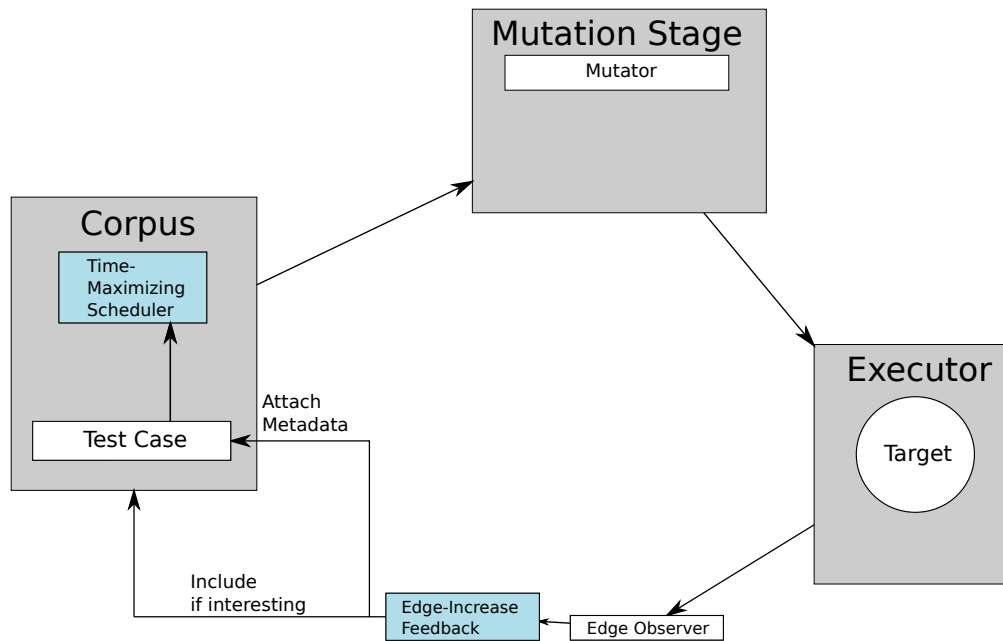 Mutation Stage
Mutator
Corpus
Time-
Maximizing
Scheduler
Test Case
Attach
Metadata
Executor
Target
Include
if interesting
Edge-Increase
Feedback
Edge Observer